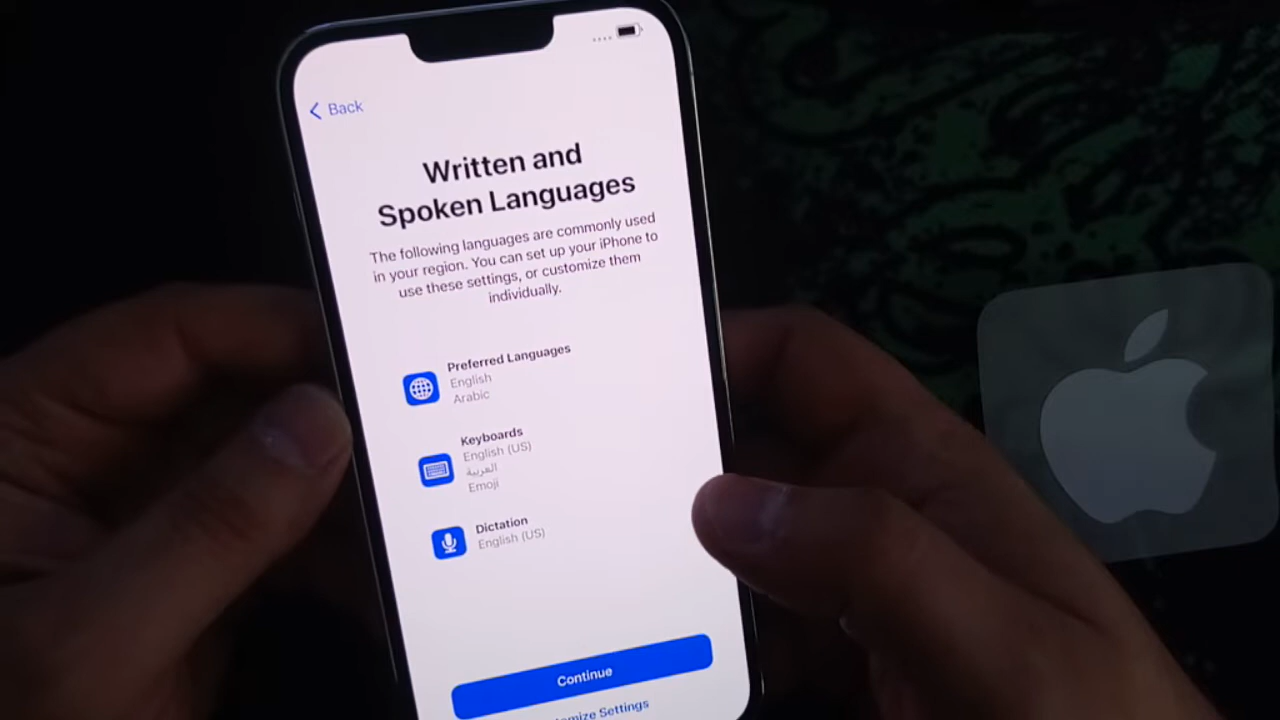 Back
Written and
Spoken Languages
The following languages are commonly used
in your region. You can set up your iPhone to
use these settings, or customize them
individually.
Preferred Languages
English
Arabic
Keyboards
English (US)
العربية
Emoji
Dictation
English (US)
Continue
Settings